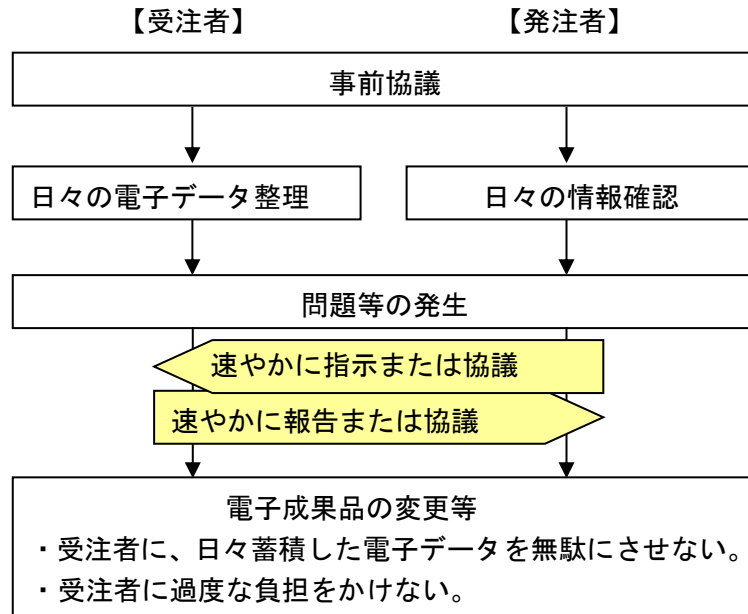 【受注者】
【発注者】
事前協議
日々の電子データ整理
日々の情報確認
問題等の発生
速やかに指示または協議
速やかに報告または協議
電子成果品の変更等
・受注者に、日々蓄積した電子データを無駄にさせない。
・受注者に過度な負担をかけない。